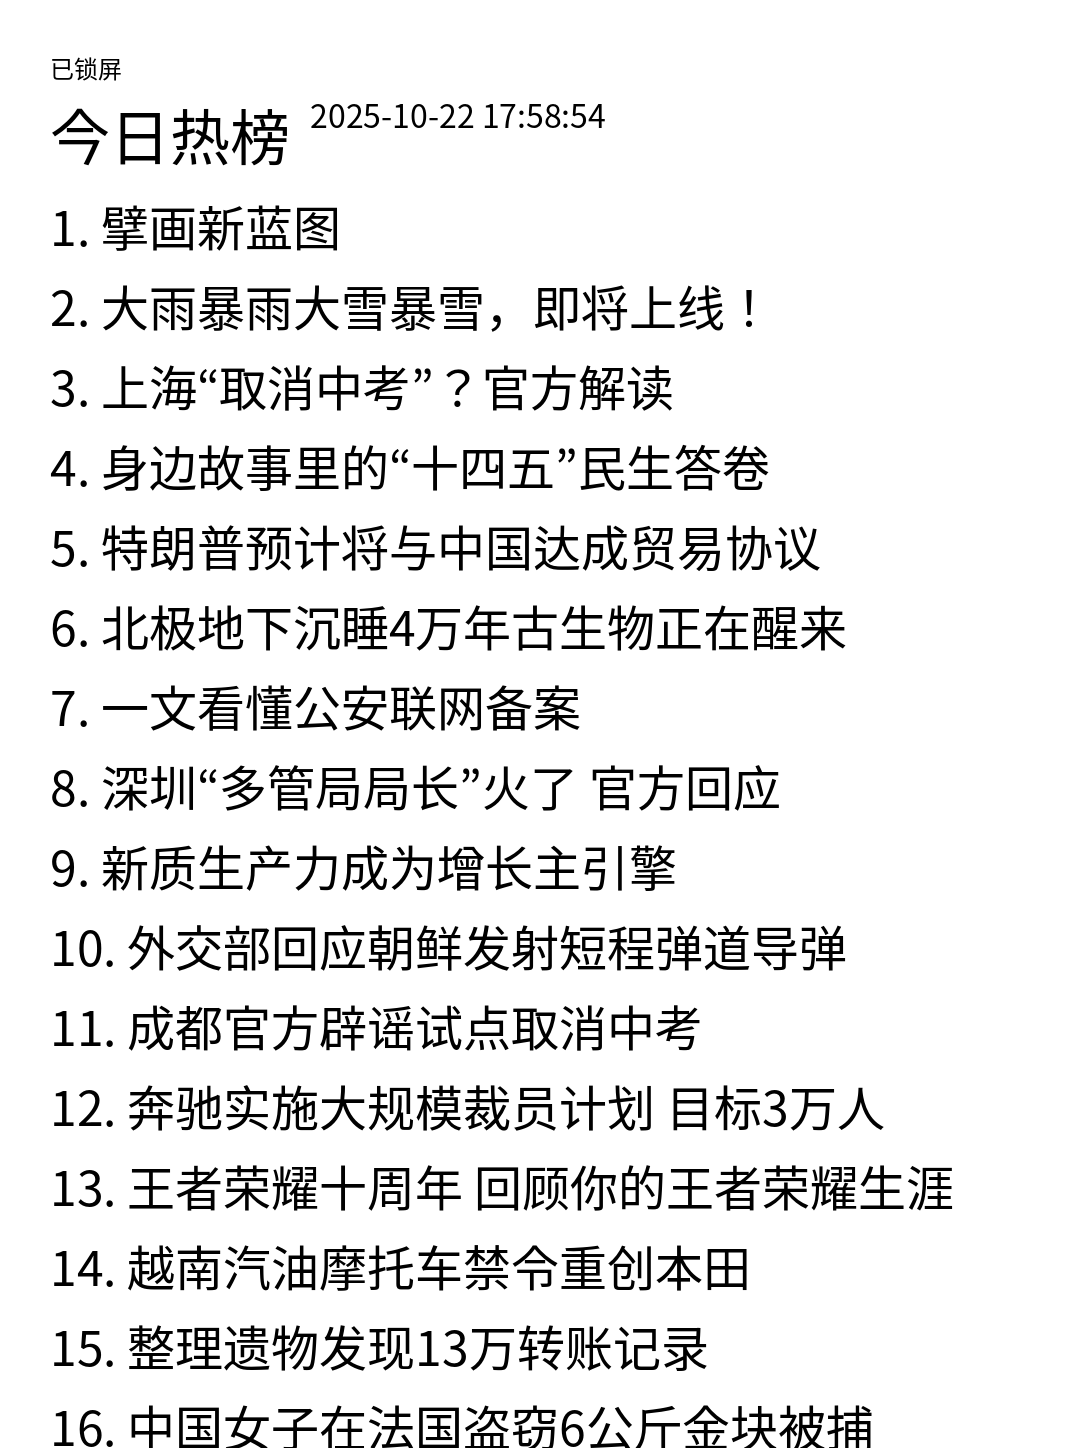 已锁屏
今日热榜 2025-10-22 17:58:54
1. 擘画新蓝图
2. 大雨暴雨大雪暴雪，即将上线！
3. 上海“取消中考”？官方解读
4. 身边故事里的“十四五”民生答卷
5. 特朗普预计将与中国达成贸易协议
6. 北极地下沉睡4万年古生物正在醒来
7. 一文看懂公安联网备案
8. 深圳“多管局局长”火了 官方回应
9. 新质生产力成为增长主引擎
10. 外交部回应朝鲜发射短程弹道导弹
11. 成都官方辟谣试点取消中考
12. 奔驰实施大规模裁员计划 目标3万人
13. 王者荣耀十周年 回顾你的王者荣耀生涯
14. 越南汽油摩托车禁令重创本田
15. 整理遗物发现13万转账记录
16. 中国女子在法国盗窃6公斤金块被捕